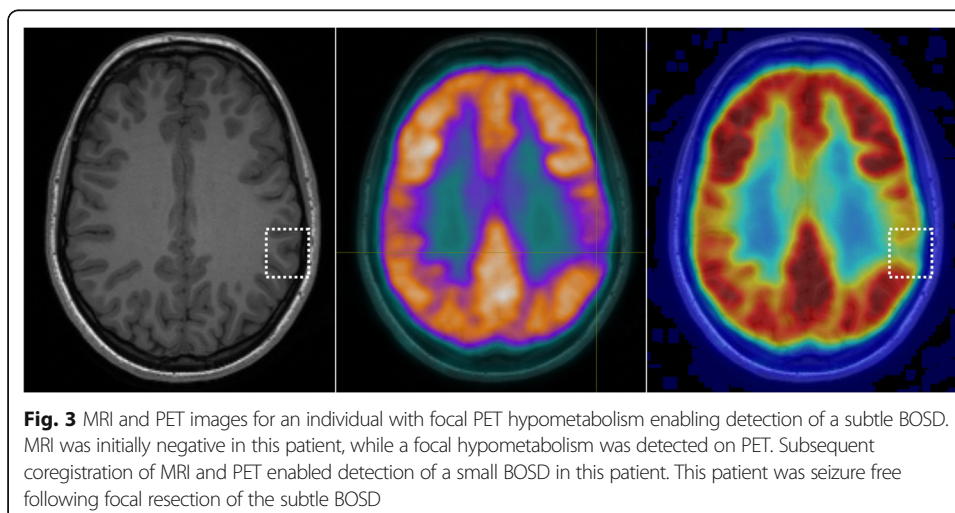 Fig. 3 MRI and PET images for an individual with focal PET hypometabolism enabling detection of a subtle BOSD.
MRI was initially negative in this patient, while a focal hypometabolism was detected on PET. Subsequent
coregistration of MRI and PET enabled detection of a small BOSD in this patient. This patient was seizure free
following focal resection of the subtle BOSD